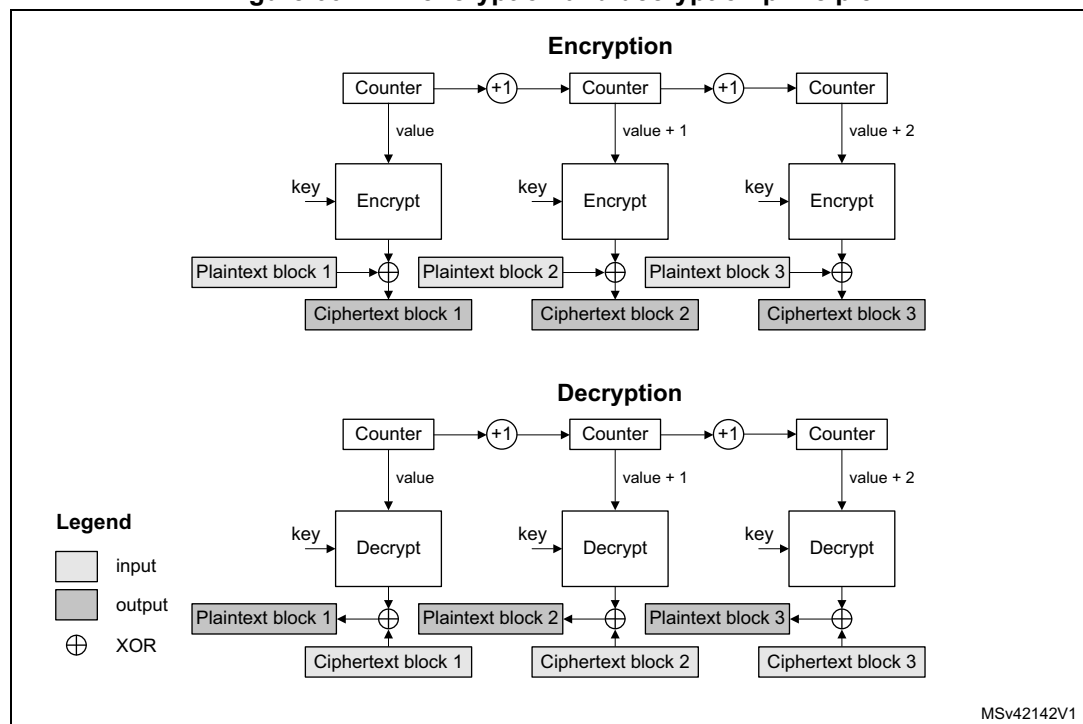 Encryption
Counter +1 Counter +1 Counter
value value + 1 value + 2
key Encrypt key Encrypt key Encrypt
Plaintext block 1 Plaintext block 2 Plaintext block 3
Ciphertext block 1 Ciphertext block 2 Ciphertext block 3
Decryption
Counter +1 Counter +1 Counter
value value + 1 value + 2
key Decrypt key Decrypt key Decrypt
Plaintext block 1 Plaintext block 2 Plaintext block 3
Ciphertext block 1 Ciphertext block 2 Ciphertext block 3
Legend
input
output
XOR
MSv42142V1